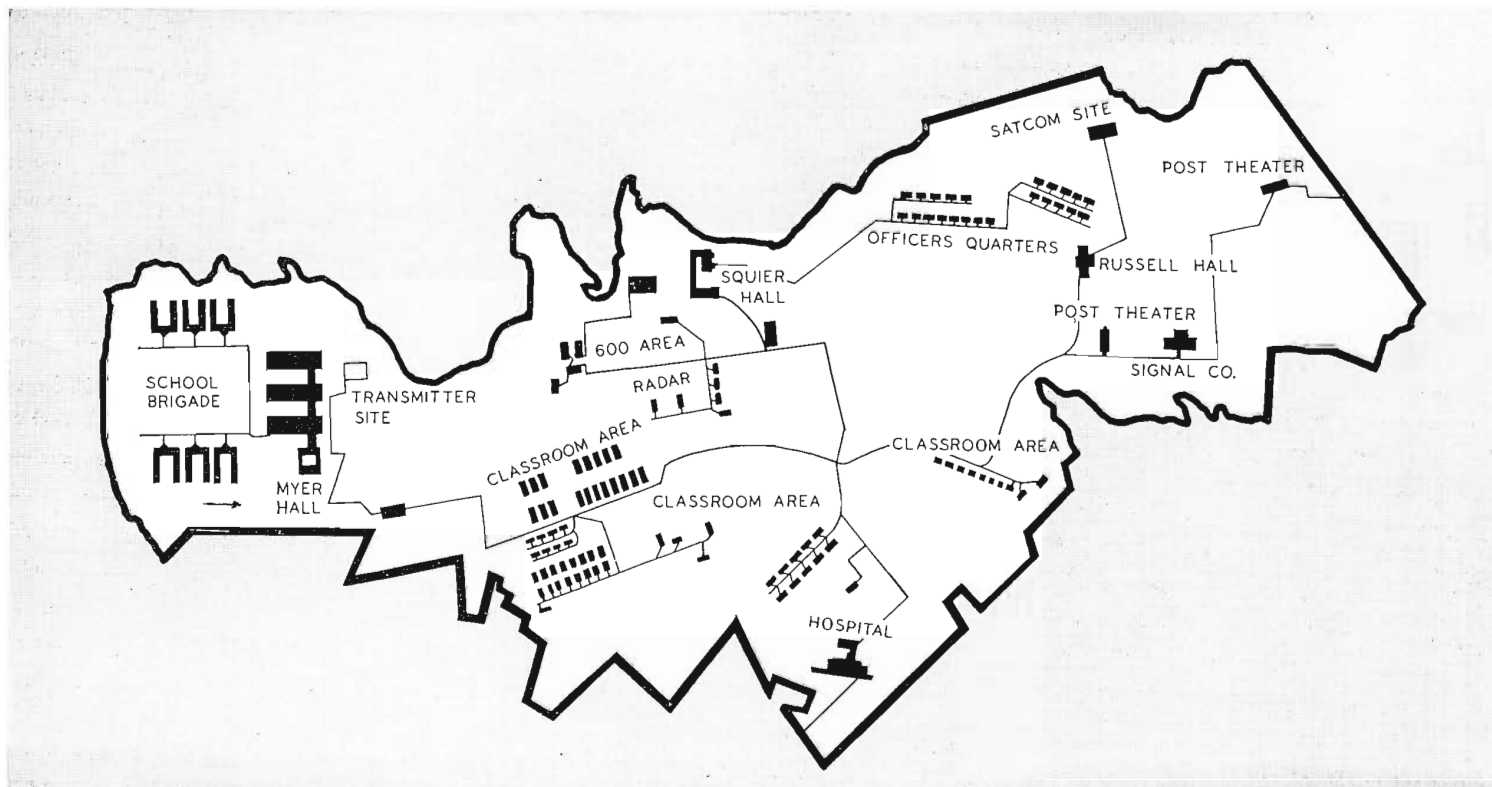 SATCOM SITE
POST THEATER
OFFICERS QUARTERS
RUSSELL HALL
SQUIER
HALL
POST THEATER
SIGNAL CO.
600 AREA
RADAR
SCHOOL
BRIGADE
TRANSMITTER
SITE
CLASSROOM AREA
CLASSROOM AREA
MYER
HALL
CLASSROOM AREA
HOSPITAL